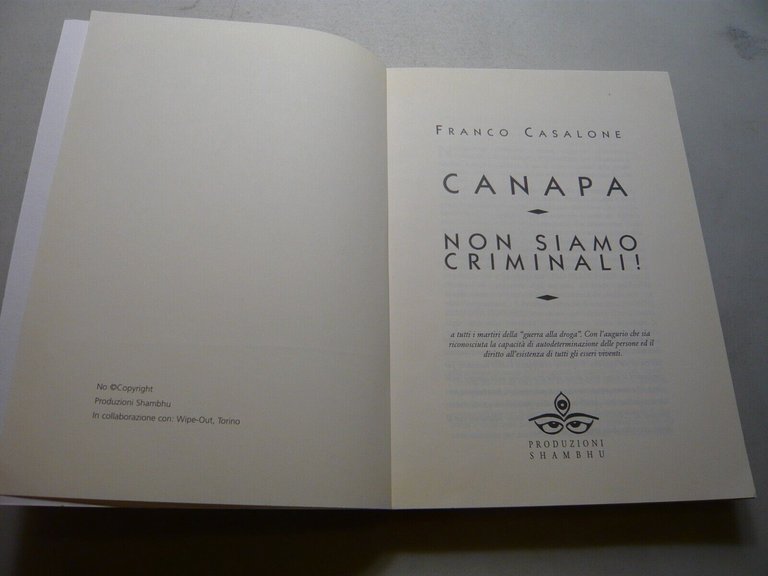 No ©Copyright
Produzioni Shambhu
In collaborazione con: Wipe-Out, Torino
FRANCO CASALONE
CANAPA
NON SIAMO
CRIMINALI!
a tutti i martiri della "guerra alla droga". Con l'augurio che sia
riconosciuta la capacità di autodeterminazione delle persone ed il
diritto all'esistenza di tutti gli esseri viventi.
PRODUZIONI
SHAMBHU